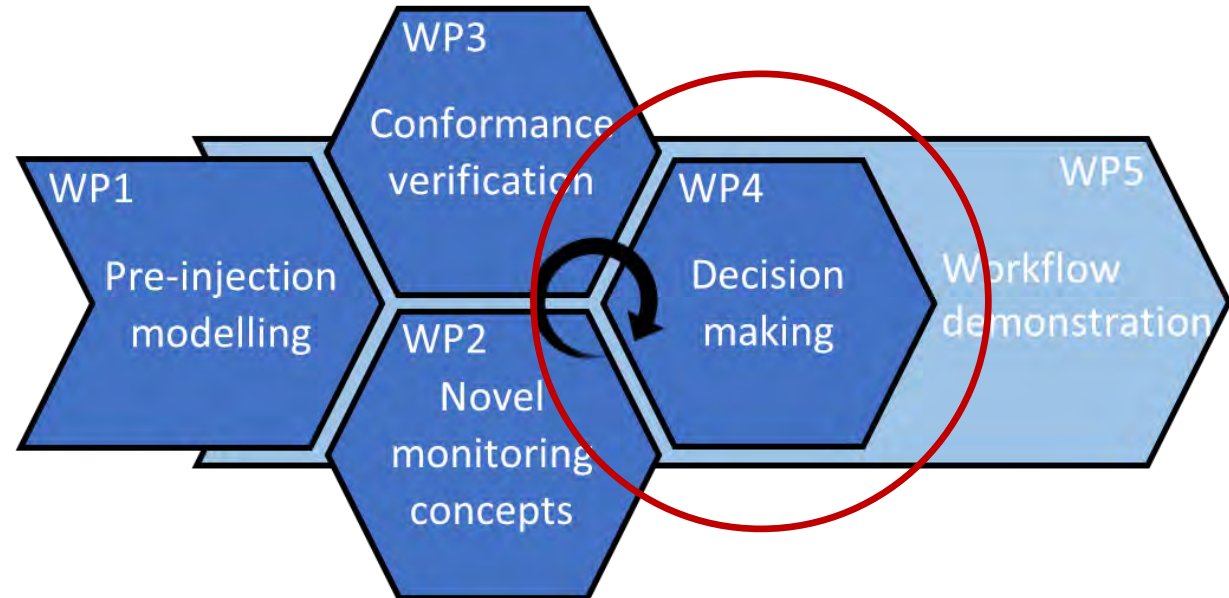 WP1
Pre-injection
modelling
WP3
Conformance
verification
WP2
Novel
monitoring
concepts
WP4
Decision
making
WP5
Workflow
demonstration